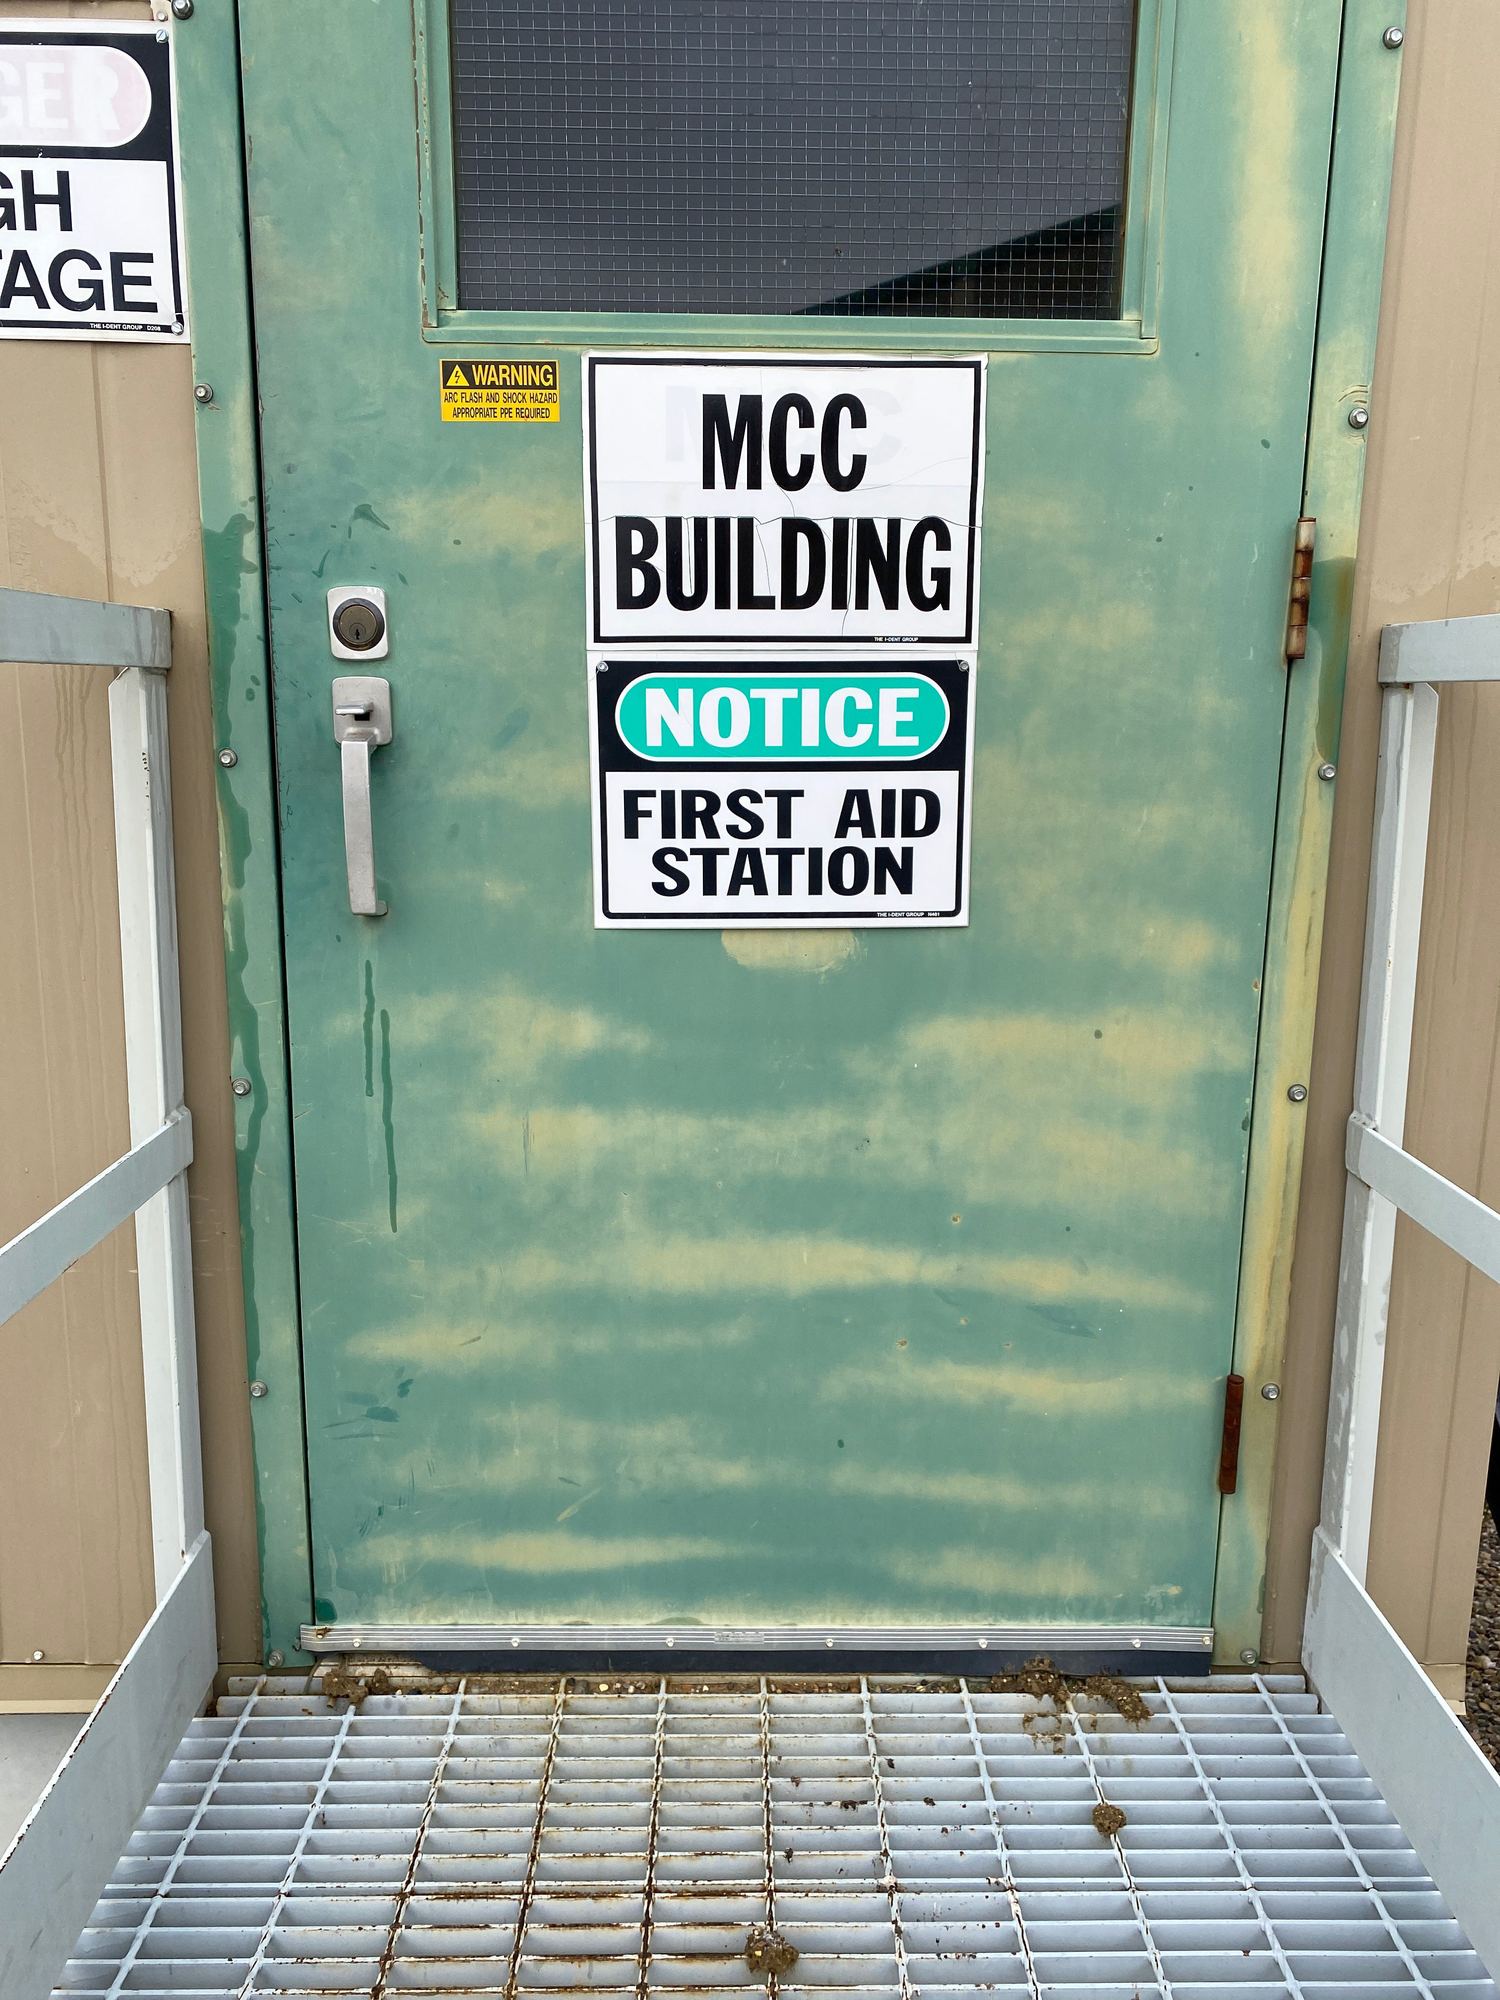 GER
GH
TAGE
THE I-DENT GROUP D208
WARNING
ARC FLASH AND SHOCK HAZARD
APPROPRIATE PPE REQUIRED
MCC
BUILDING
THE I-DENT GROUP
NOTICE
FIRST AID
STATION
THE I-DENT GROUP N461